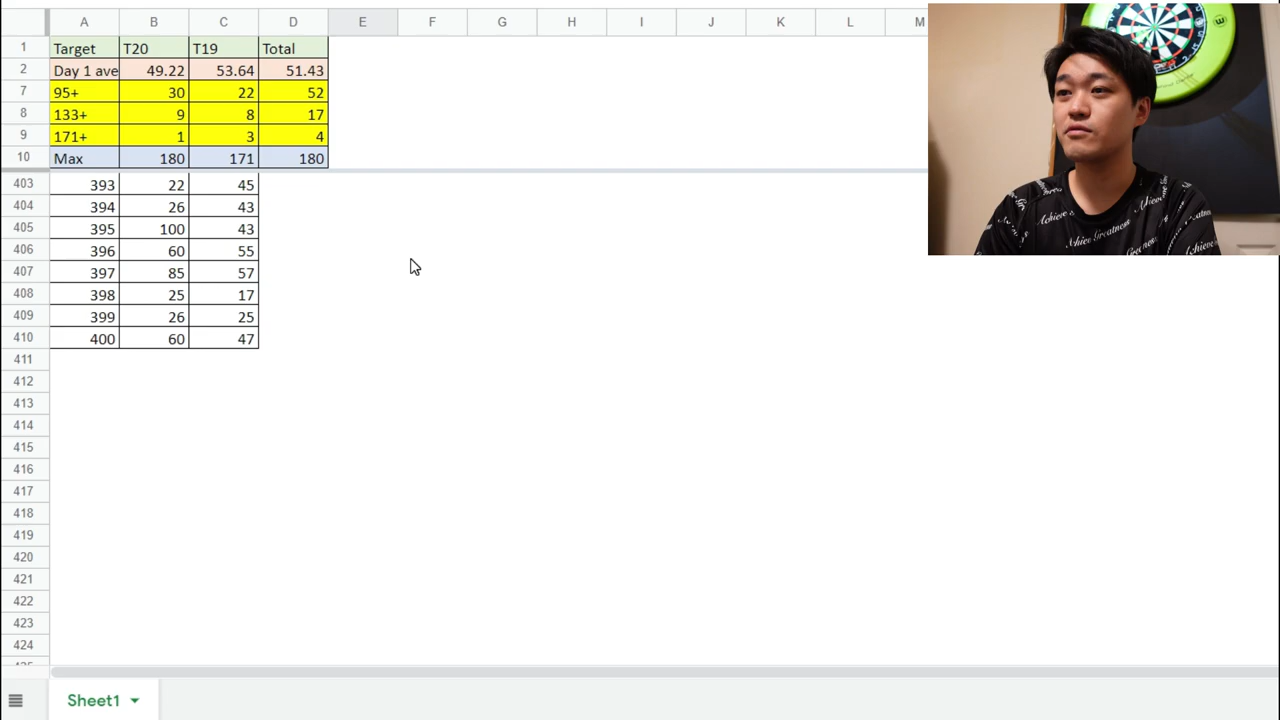 A B C D E F G H I J K L M
1 Target T20 T19 Total
2 Day 1 ave 49.22 53.64 51.43
7 95+ 30 22 52
8 133+ 9 8 17
9 171+ 1 3 4
10 Max 180 171 180
403 393 22 45
404 394 26 43
405 395 100 43
406 396 60 55
407 397 85 57
408 398 25 17
409 399 26 25
410 400 60 47
411
412
413
414
415
416
417
418
419
420
421
422
423
424
Sheet1
Achieve Greatness